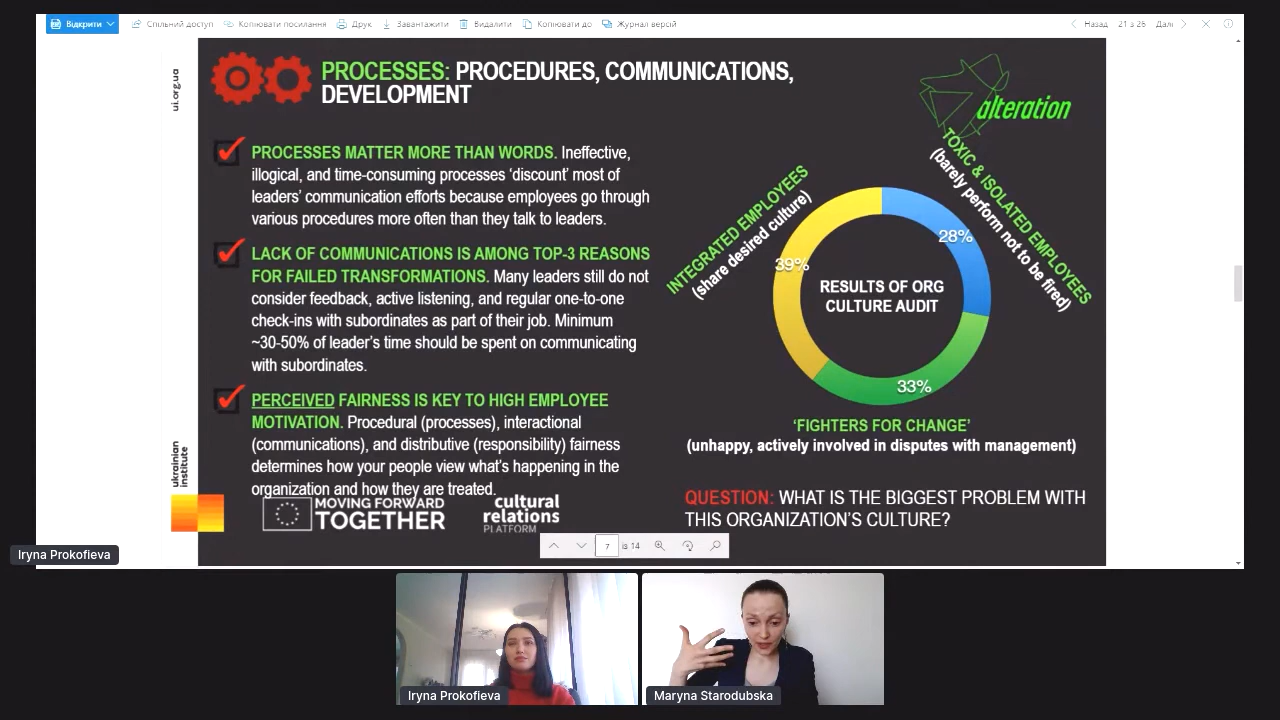 Відкрити
Спільний доступ
Копіювати посилання
Друк
Завантажити
Видалити
Копіювати до
Журнал версій
Назад
21 з 26
Далі
ui.org.ua
PROCESSES: PROCEDURES, COMMUNICATIONS,
DEVELOPMENT
alteration
PROCESSES MATTER MORE THAN WORDS. Ineffective,
illogical, and time-consuming processes ‘discount’ most of
leaders’ communication efforts because employees go through
various procedures more often than they talk to leaders.
LACK OF COMMUNICATIONS IS AMONG TOP-3 REASONS
FOR FAILED TRANSFORMATIONS. Many leaders still do not
consider feedback, active listening, and regular one-to-one
check-ins with subordinates as part of their job. Minimum
~30-50% of leader’s time should be spent on communicating
with subordinates.
PERCEIVED FAIRNESS IS KEY TO HIGH EMPLOYEE
MOTIVATION. Procedural (processes), interactional
(communications), and distributive (responsibility) fairness
determines how your people view what’s happening in the
organization and how they are treated.
INTEGRATED EMPLOYEES
(share desired culture)
TOXIC & ISOLATED EMPLOYEES
(barely perform not to be fired)
28%
39%
RESULTS OF ORG
CULTURE AUDIT
33%
‘FIGHTERS FOR CHANGE’
(unhappy, actively involved in disputes with management)
QUESTION: WHAT IS THE BIGGEST PROBLEM WITH
THIS ORGANIZATION’S CULTURE?
ukrainian
institute
MOVING FORWARD
TOGETHER
cultural
relations
PLATFORM
7 із 14
Iryna Prokofieva
Iryna Prokofieva
Maryna Starodubska